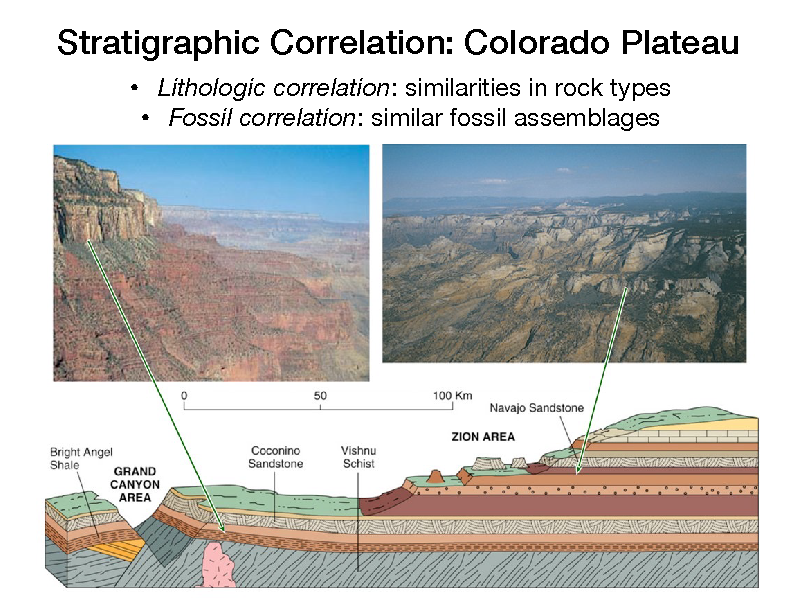 Stratigraphic Correlation: Colorado Plateau
• Lithologic correlation: similarities in rock types
• Fossil correlation: similar fossil assemblages
0 50 100 Km
Navajo Sandstone
ZION AREA
Bright Angel
Shale
GRAND
CANYON
AREA
Coconino
Sandstone
Vishnu
Schist